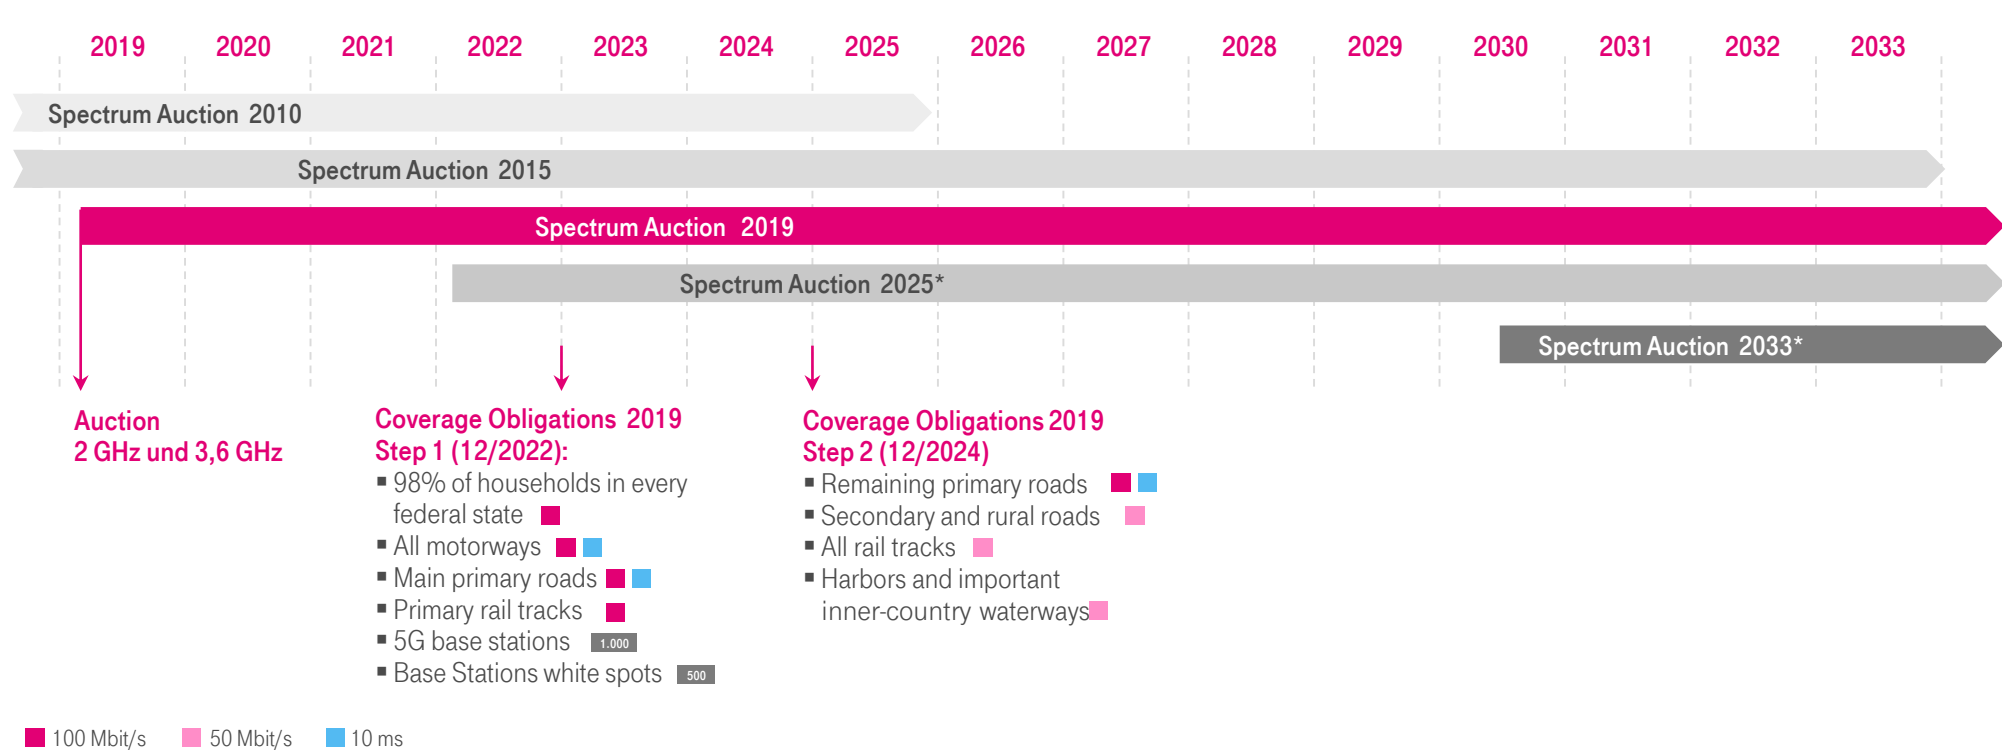 2019 2020 2021 2022 2023 2024 2025 2026 2027 2028 2029 2030 2031 2032 2033
Spectrum Auction 2010
Spectrum Auction 2015
Spectrum Auction 2019
Spectrum Auction 2025*
Spectrum Auction 2033*
Auction
2 GHz und 3,6 GHz
Coverage Obligations 2019
Step 1 (12/2022):
▪ 98% of households in every
federal state
▪ All motorways
▪ Main primary roads
▪ Primary rail tracks
▪ 5G base stations 1.000
▪ Base Stations white spots 500
Coverage Obligations 2019
Step 2 (12/2024)
▪ Remaining primary roads
▪ Secondary and rural roads
▪ All rail tracks
▪ Harbors and important
inner-country waterways
100 Mbit/s 50 Mbit/s 10 ms